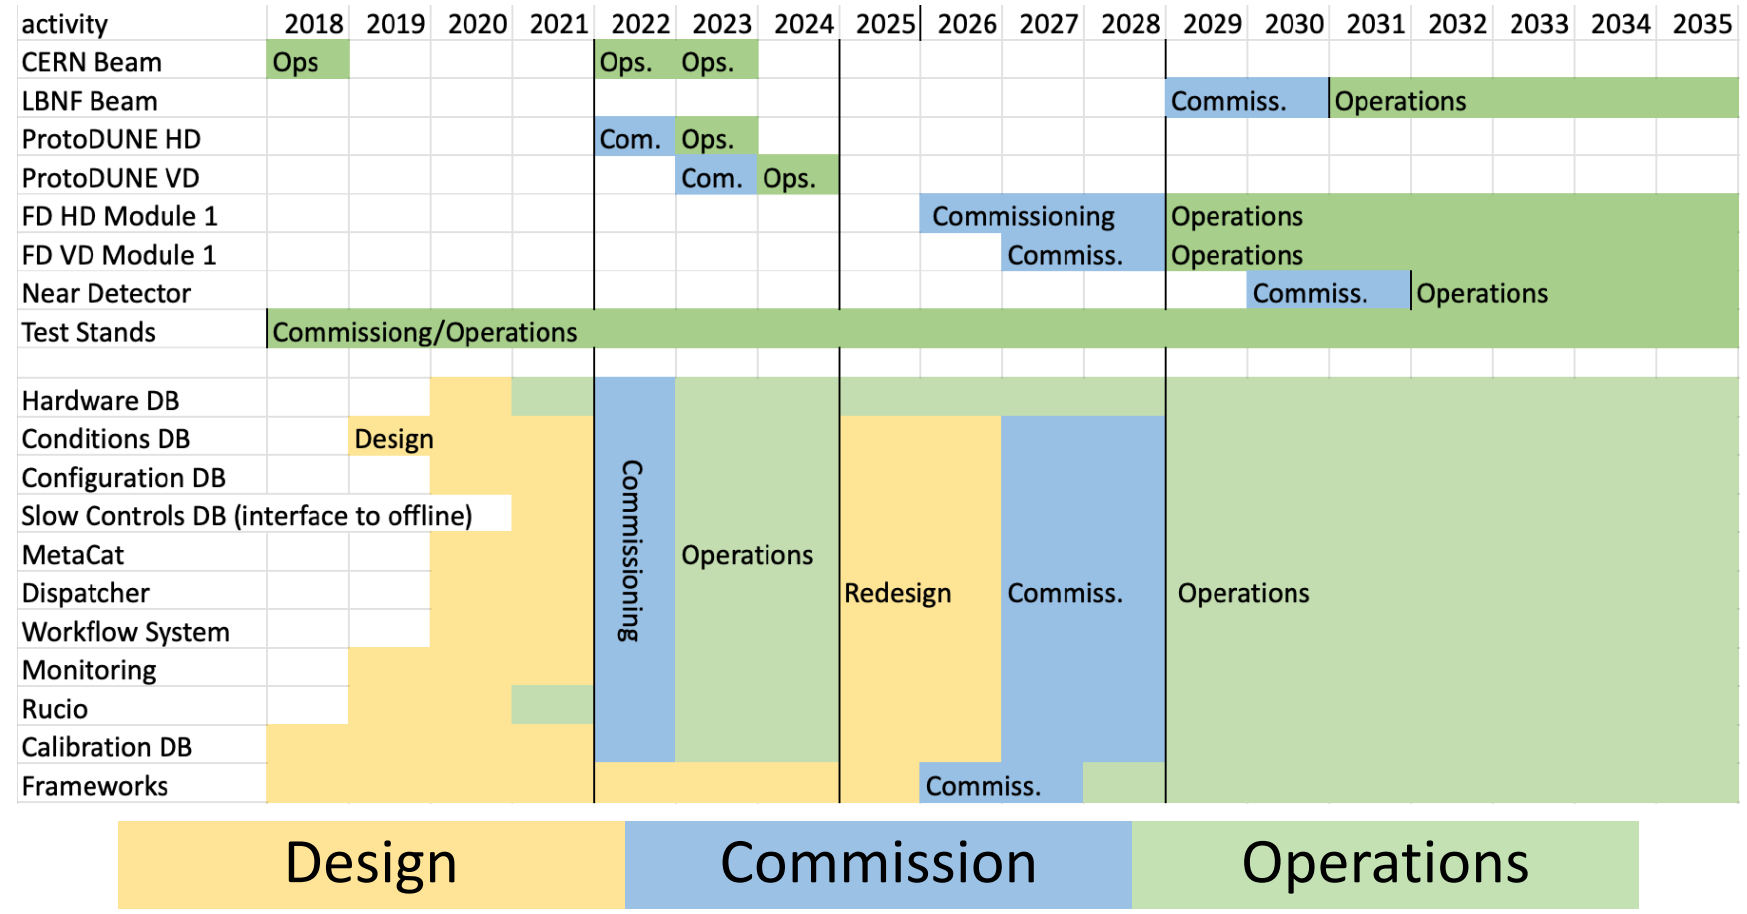 activity 2018 2019 2020 2021 2022 2023 2024 2025 2026 2027 2028 2029 2030 2031 2032 2033 2034 2035
CERN Beam Ops Ops. Ops.
LBNF Beam Commiss. Operations
ProtoDUNE HD Com. Ops.
ProtoDUNE VD Com. Ops.
FD HD Module 1 Commissioning Operations
FD VD Module 1 Commiss. Operations
Near Detector Commiss. Operations
Test Stands Commissiong/Operations
Hardware DB
Conditions DB Design
Configuration DB
Slow Controls DB (interface to offline)
Commissioning
MetaCat Operations
Dispatcher Redesign Commiss. Operations
Workflow System
Monitoring
Rucio
Calibration DB
Frameworks Commiss.
Design Commission Operations